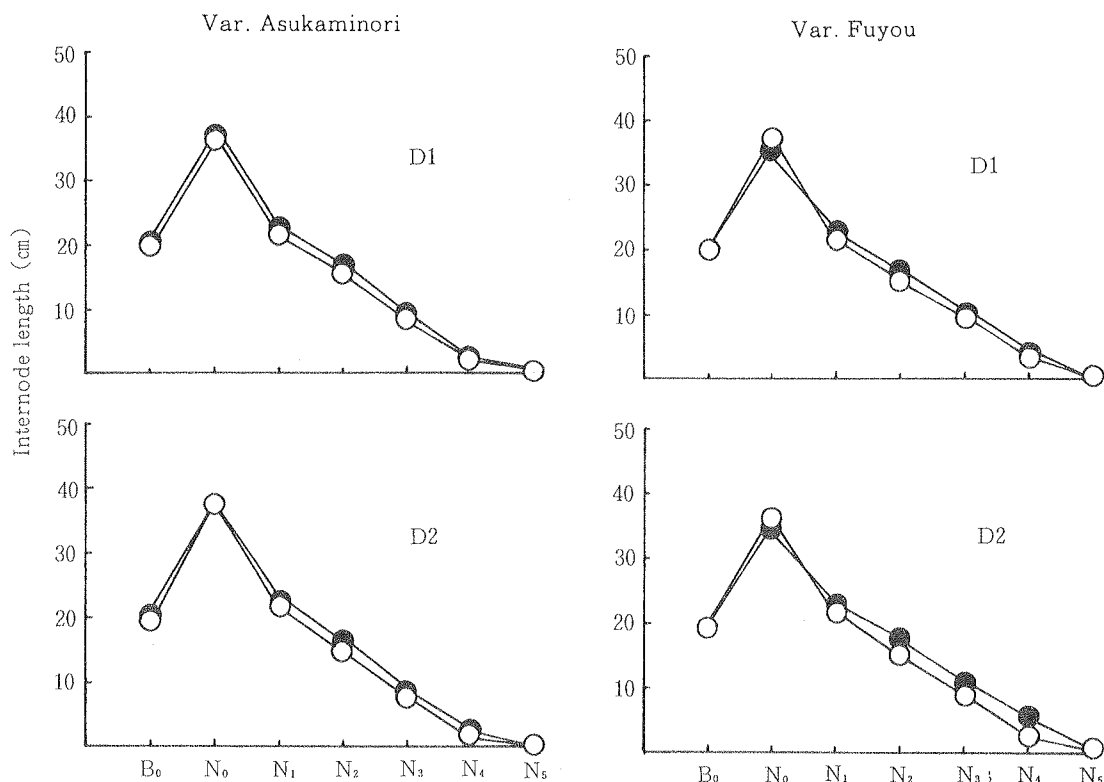 Var. Asukaminori
Var. Fuyou
Internode length (cm)
50
40
30
20
10
D1
50
40
30
20
10
D1
50
40
30
20
10
D2
50
40
30
20
10
D2
B₀ N₀ N₁ N₂ N₃ N₄ N₅
B₀ N₀ N₁ N₂ N₃ N₄ N₅